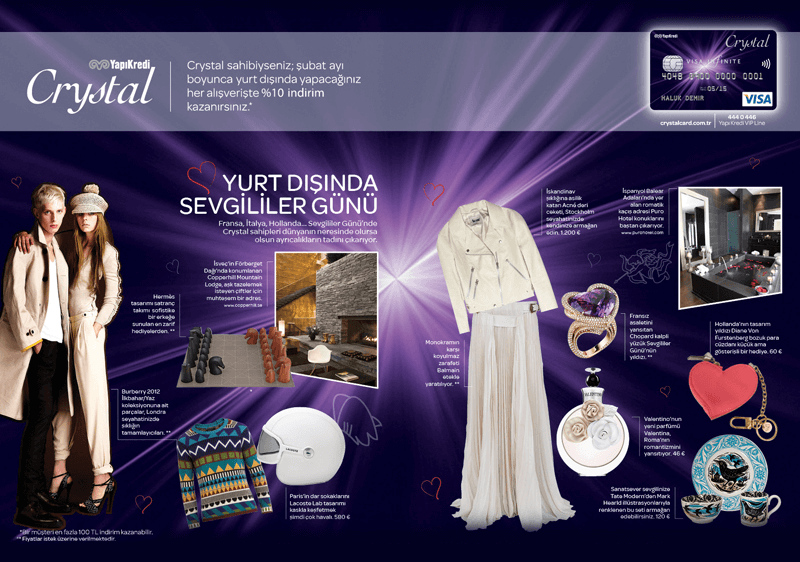 YapıKredi
Crystal
Crystal sahibiyseniz; şubat ayı
boyunca yurt dışında yapacağınız
her alışverişte %10 indirim
kazanırsınız.*
YapıKredi
Crystal
VISA INFINITE
4048 3400 0000 0001
05/15
HALUK DEMIR
VISA
crystalcard.com.tr
444 0 446
Yapı Kredi VIP Line
YURT DIŞINDA
SEVGİLİLER GÜNÜ
Fransa, İtalya, Hollanda... Sevgililer Günü'nde
Crystal sahipleri dünyanın neresinde olursa
olsun ayrıcalıkların tadını çıkarıyor.
İsveç'in Förberget
Dağı'nda konumlanan
Copperhill Mountain
Lodge, aşk tazelemek
isteyen çiftler için
muhteşem bir adres.
Hermès
tasarımı satranç
takımı sofistike
bir erkeğe
sunulan en zarif
hediyelerden. **
Burberry 2012
İlkbahar/Yaz
koleksiyonuna ait
parçalar, Londra
seyahatinizde
şıklığın
tamamlayıcıları. **
Paris'in dar sokaklarını
Lacoste Lab tasarımı
kaskla keşfetmek
şimdi çok havalı. 580 €
*Bir müşteri en fazla 100 TL indirim kazanabilir.
** Fiyatlar istek üzerine verilmektedir.
İskandinav
şıklığına asilik
katan Acne deri
ceketi, Stockholm
seyahatinizde
kendinize armağan
edin. 1.200 €
İspanyol Balear
Adaları'nda yer
alan romatik
kaçış adresi Puro
Hotel konuklarını
baştan çıkarıyor.
www.purohotel.com
Monokramın
karşı
koyulmaz
zarafeti
Balmain
etekle
yaratılıyor. **
Fransız
asaletini
yansıtan
Chopard kalpli
yüzük Sevgililer
Günü'nün
yıldızı. **
Hollanda'nın tasarım
yıldızı Diane Von
Furstenberg bozuk para
cüzdanı küçük ama
gösterişli bir hediye. 60 €
VALENTINO
Valentino'nun
yeni parfümü
Valentina,
Roma'nın
romantizmini
yansıtıyor. 46 €
Sanatsever sevgilinize
Tate Modern'den Mark
Hearld illüstrasyonlarıyla
renklenen bu seti armağan
edebilirsiniz. 120 €